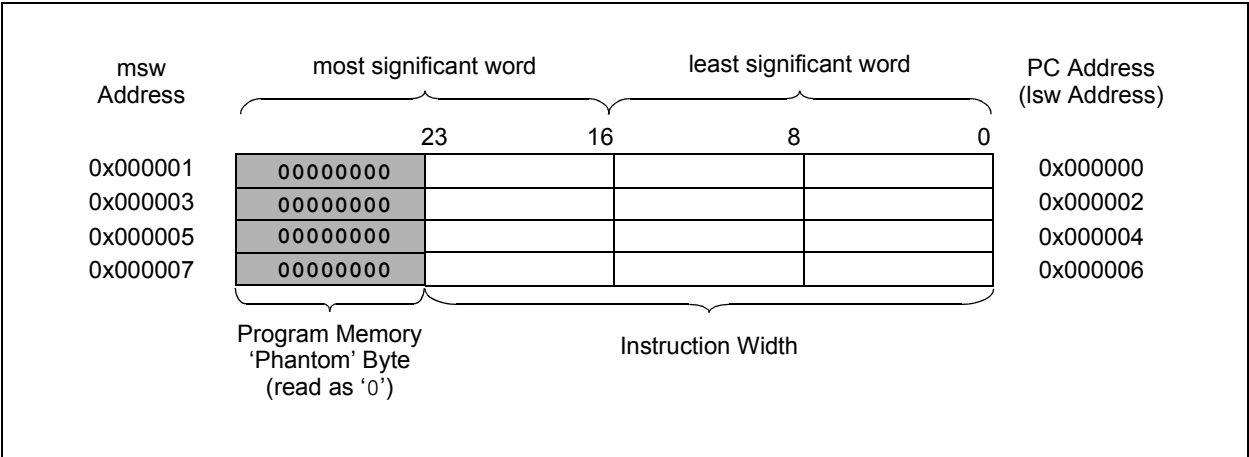 msw
Address
most significant word
least significant word
PC Address
(lsw Address)
23 16 8 0
0x000001 00000000 0x000000
0x000003 00000000 0x000002
0x000005 00000000 0x000004
0x000007 00000000 0x000006
Program Memory
‘Phantom’ Byte
(read as ‘0’)
Instruction Width